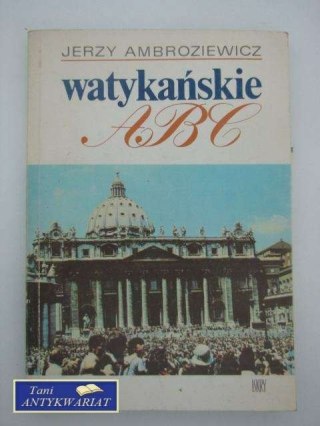 JERZY AMBROZIEWICZ
watykańskie
ABC
Tani
ANTYKWARIAT